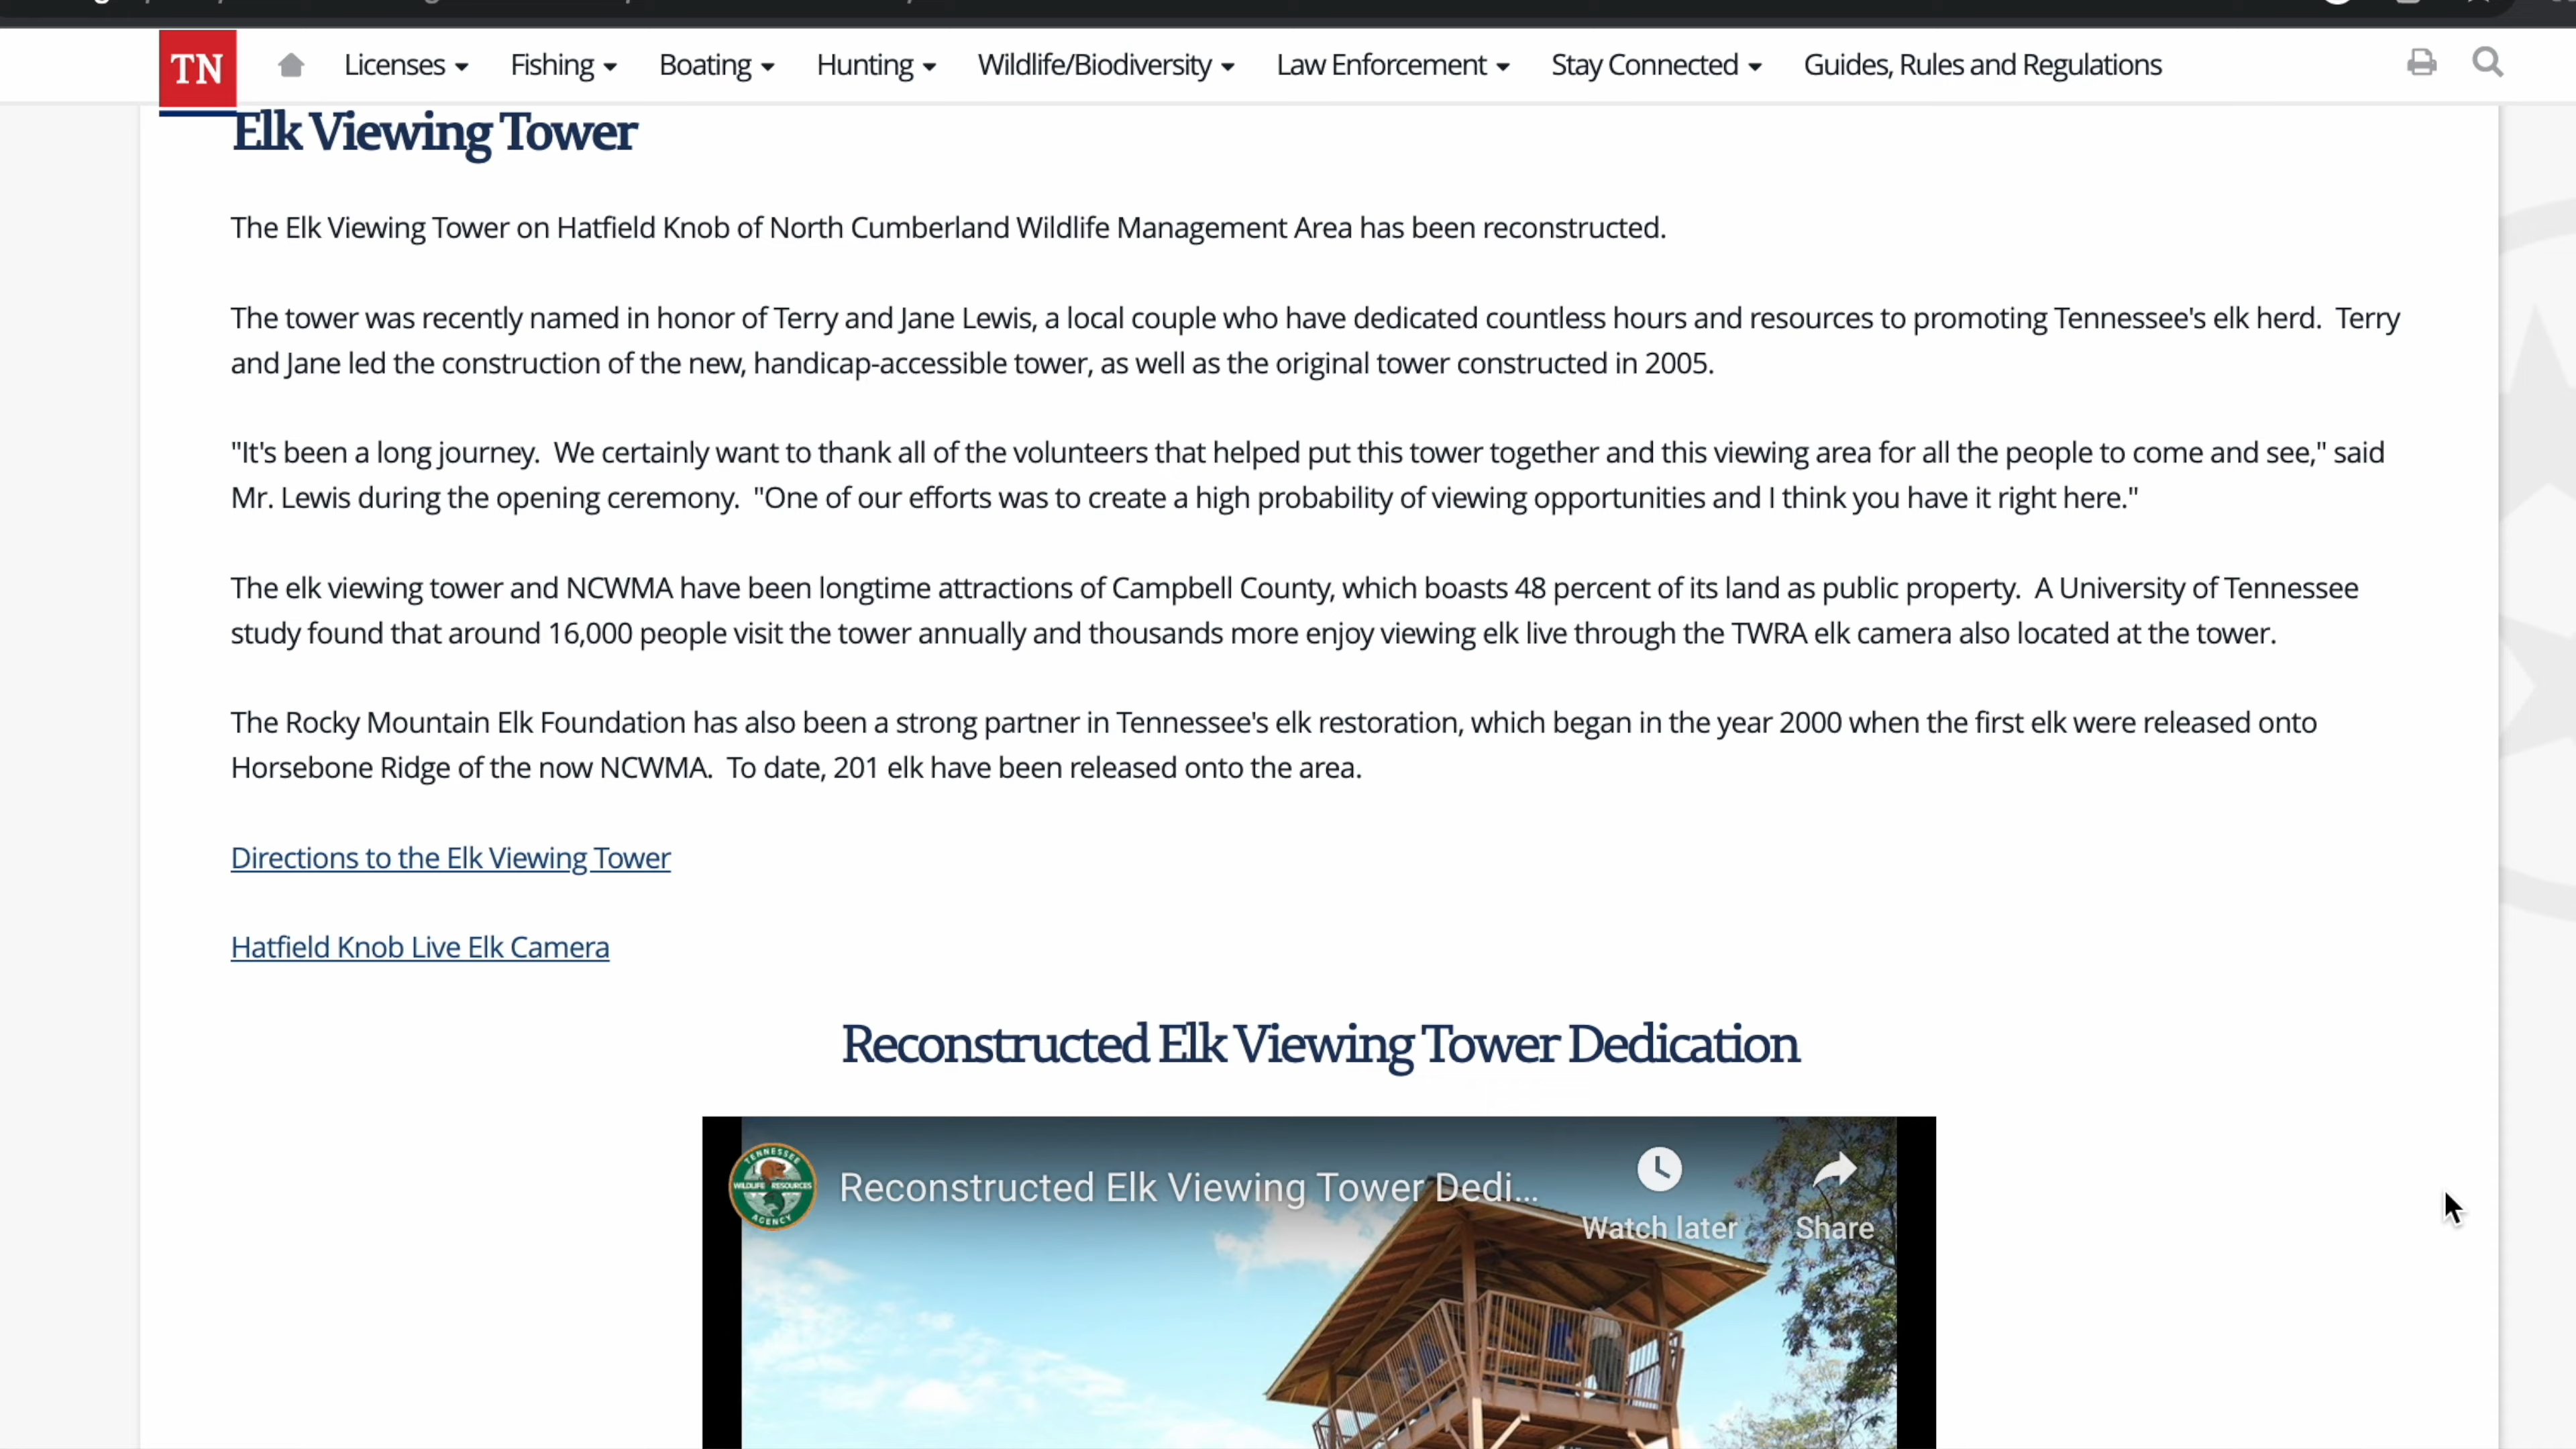 TN
Licenses Fishing Boating Hunting Wildlife/Biodiversity Law Enforcement Stay Connected Guides, Rules and Regulations
Elk Viewing Tower
The Elk Viewing Tower on Hatfield Knob of North Cumberland Wildlife Management Area has been reconstructed.
The tower was recently named in honor of Terry and Jane Lewis, a local couple who have dedicated countless hours and resources to promoting Tennessee's elk herd.  Terry
and Jane led the construction of the new, handicap-accessible tower, as well as the original tower constructed in 2005.
"It's been a long journey.  We certainly want to thank all of the volunteers that helped put this tower together and this viewing area for all the people to come and see," said
Mr. Lewis during the opening ceremony.  "One of our efforts was to create a high probability of viewing opportunities and I think you have it right here."
The elk viewing tower and NCWMA have been longtime attractions of Campbell County, which boasts 48 percent of its land as public property.  A University of Tennessee
study found that around 16,000 people visit the tower annually and thousands more enjoy viewing elk live through the TWRA elk camera also located at the tower.
The Rocky Mountain Elk Foundation has also been a strong partner in Tennessee's elk restoration, which began in the year 2000 when the first elk were released onto
Horsebone Ridge of the now NCWMA.  To date, 201 elk have been released onto the area.
Directions to the Elk Viewing Tower
Hatfield Knob Live Elk Camera
Reconstructed Elk Viewing Tower Dedication
TENNESSEE
WILDLIFE RESOURCES
AGENCY
Reconstructed Elk Viewing Tower Dedi...
Watch later Share